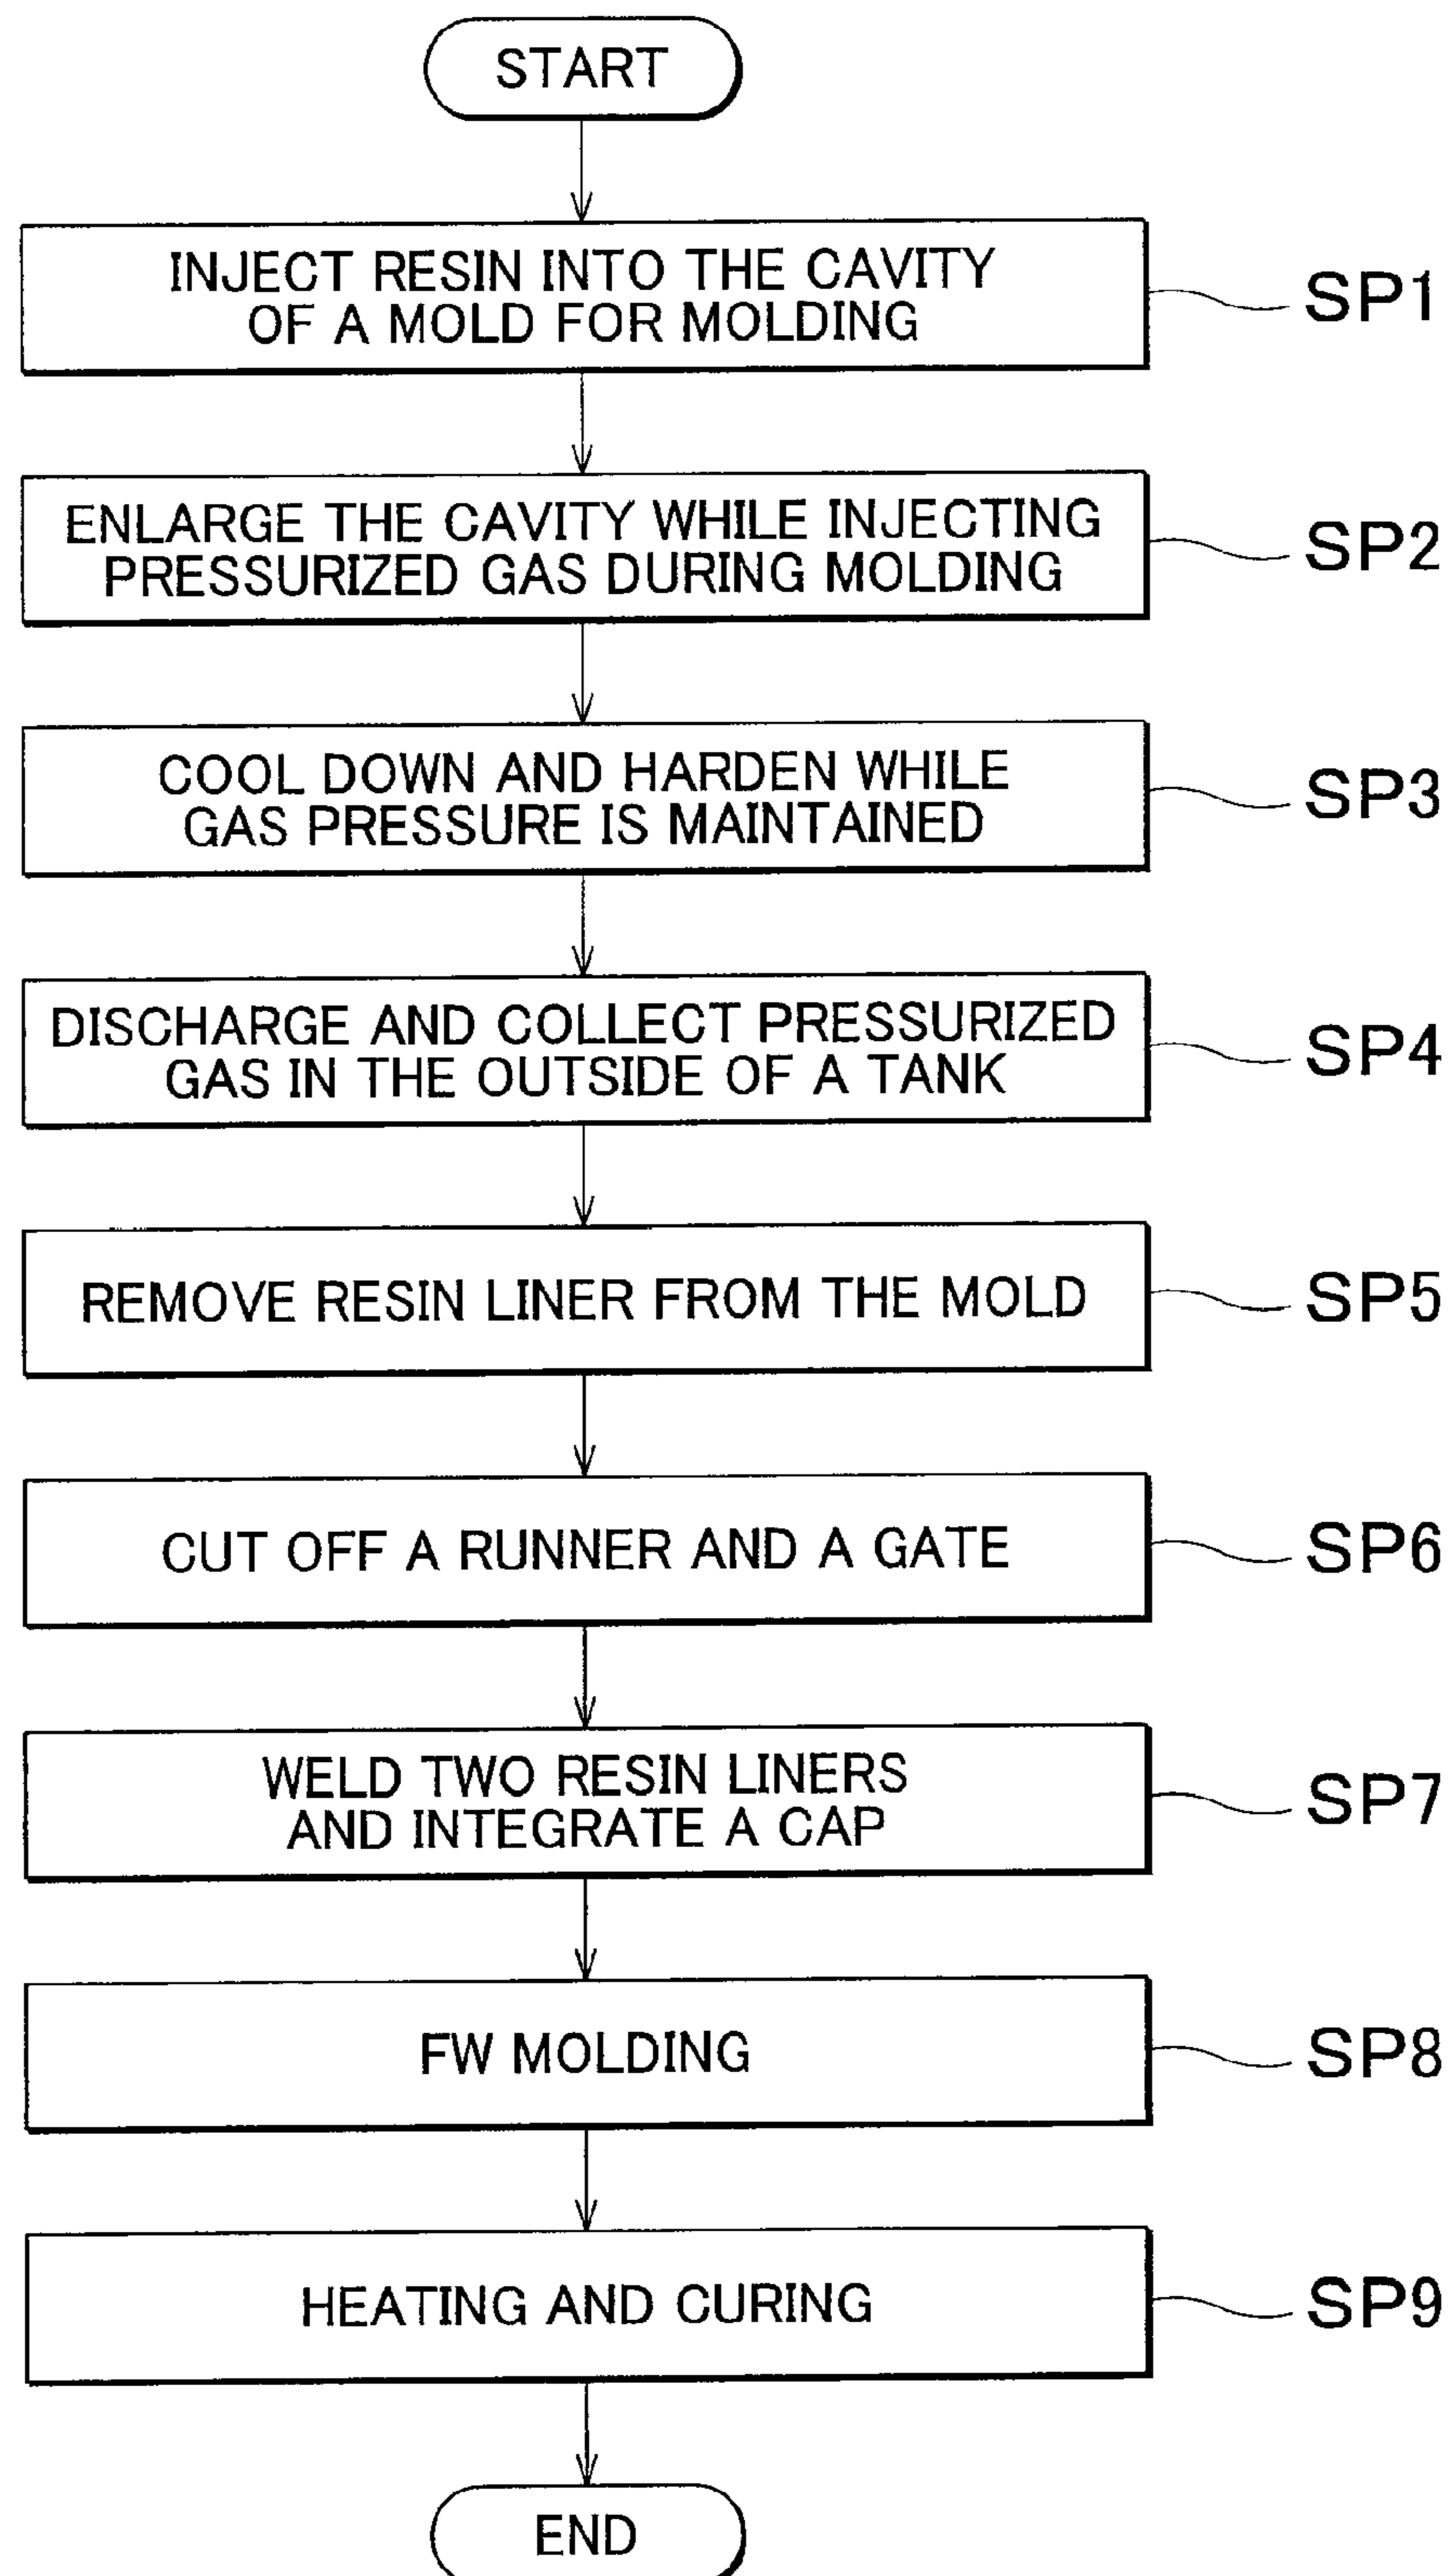 START
INJECT RESIN INTO THE CAVITY
OF A MOLD FOR MOLDING
SP1
ENLARGE THE CAVITY WHILE INJECTING
PRESSURIZED GAS DURING MOLDING
SP2
COOL DOWN AND HARDEN WHILE
GAS PRESSURE IS MAINTAINED
SP3
DISCHARGE AND COLLECT PRESSURIZED
GAS IN THE OUTSIDE OF A TANK
SP4
REMOVE RESIN LINER FROM THE MOLD
SP5
CUT OFF A RUNNER AND A GATE
SP6
WELD TWO RESIN LINERS
AND INTEGRATE A CAP
SP7
FW MOLDING
SP8
HEATING AND CURING
SP9
END